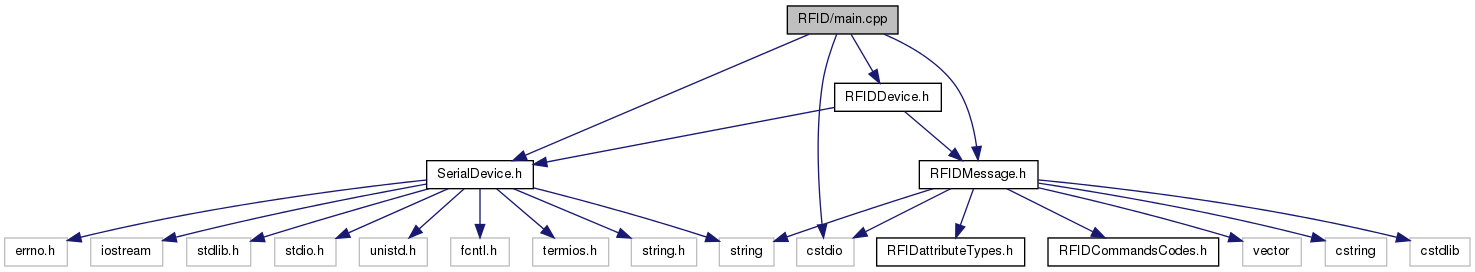 RFID/main.cpp
RFIDDevice.h
SerialDevice.h
RFIDMessage.h
errno.h
iostream
stdlib.h
stdio.h
unistd.h
fcntl.h
termios.h
string.h
string
cstdio
RFIDattributeTypes.h
RFIDCommandsCodes.h
vector
cstring
cstdlib